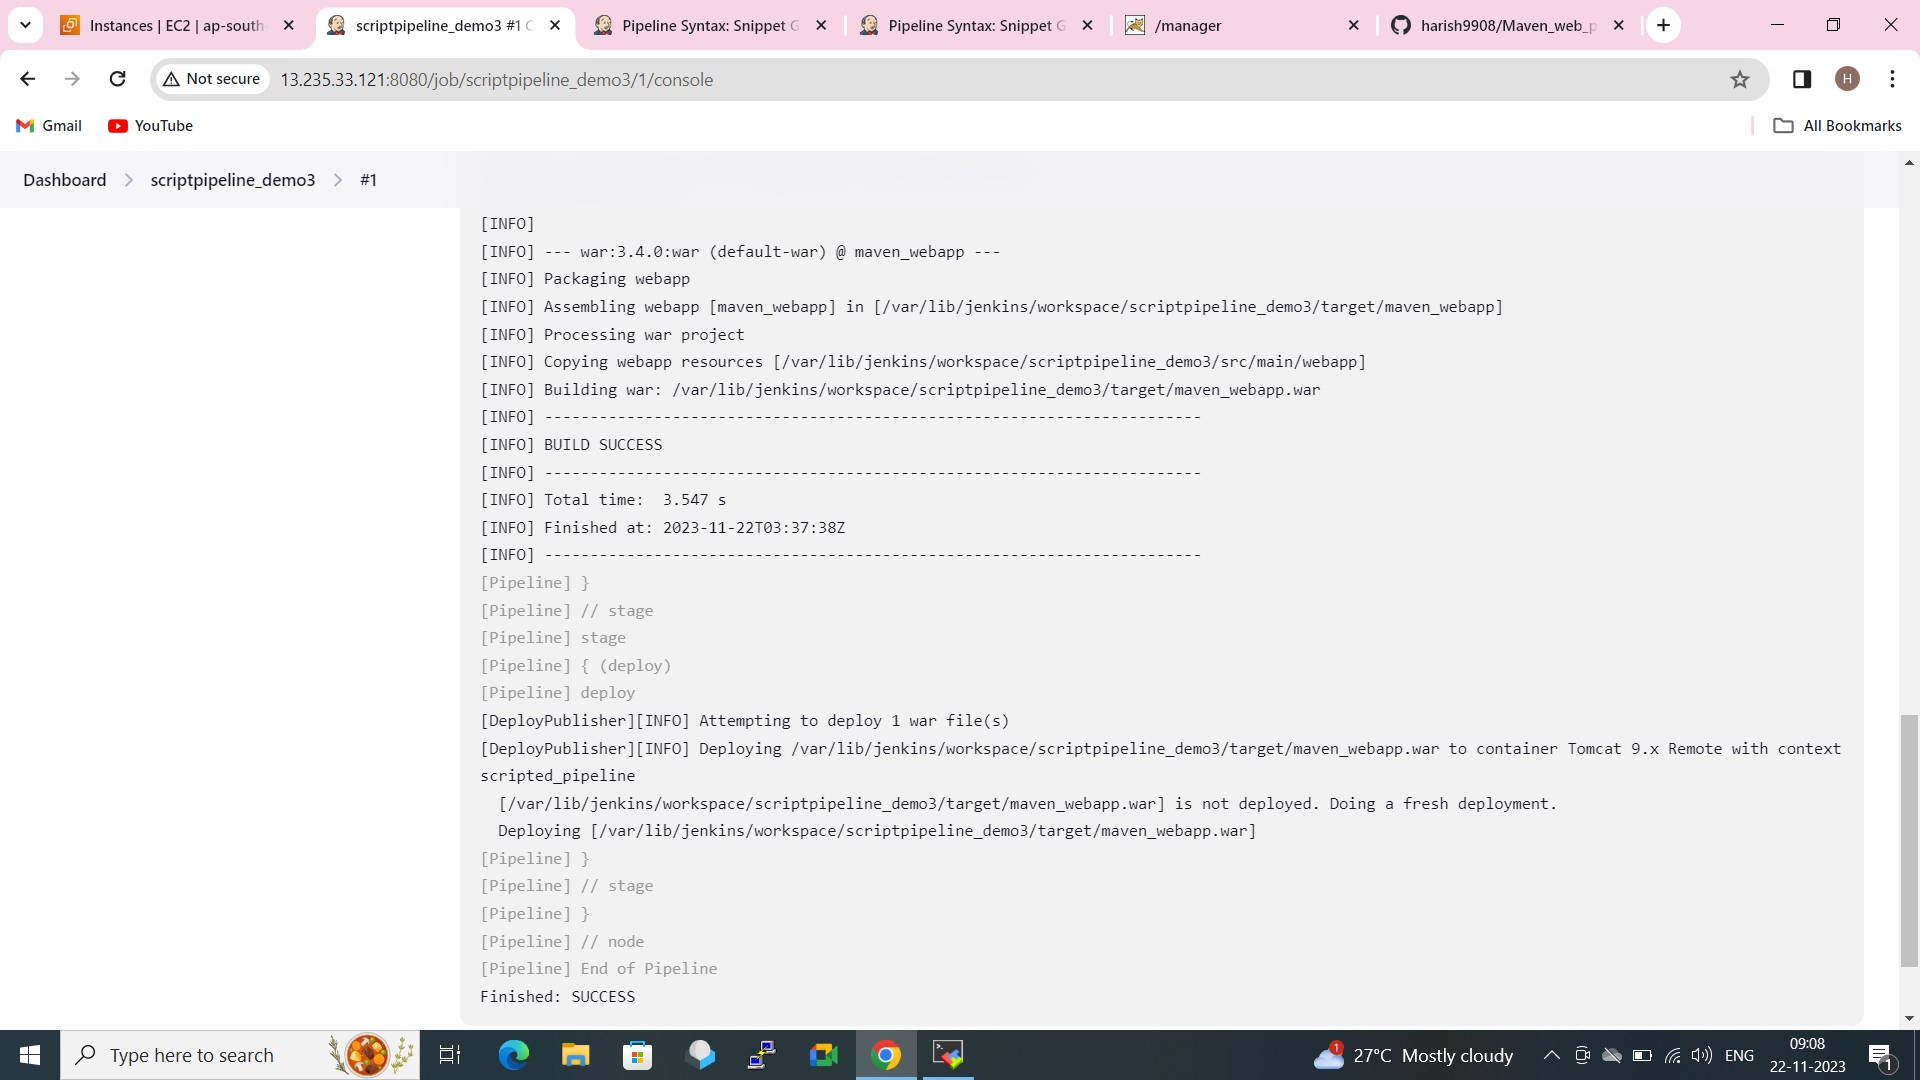 Instances | EC2 | ap-south-
scriptpipeline_demo3 #1 C
Pipeline Syntax: Snippet G
Pipeline Syntax: Snippet G
/manager
harish9908/Maven_web_p
Not secure
13.235.33.121:8080/job/scriptpipeline_demo3/1/console
H
Gmail
YouTube
All Bookmarks
Dashboard
scriptpipeline_demo3
#1
[INFO]
[INFO] --- war:3.4.0:war (default-war) @ maven_webapp ---
[INFO] Packaging webapp
[INFO] Assembling webapp [maven_webapp] in [/var/lib/jenkins/workspace/scriptpipeline_demo3/target/maven_webapp]
[INFO] Processing war project
[INFO] Copying webapp resources [/var/lib/jenkins/workspace/scriptpipeline_demo3/src/main/webapp]
[INFO] Building war: /var/lib/jenkins/workspace/scriptpipeline_demo3/target/maven_webapp.war
[INFO] ------------------------------------------------------------------------
[INFO] BUILD SUCCESS
[INFO] ------------------------------------------------------------------------
[INFO] Total time:  3.547 s
[INFO] Finished at: 2023-11-22T03:37:38Z
[INFO] ------------------------------------------------------------------------
[Pipeline] }
[Pipeline] // stage
[Pipeline] stage
[Pipeline] { (deploy)
[Pipeline] deploy
[DeployPublisher][INFO] Attempting to deploy 1 war file(s)
[DeployPublisher][INFO] Deploying /var/lib/jenkins/workspace/scriptpipeline_demo3/target/maven_webapp.war to container Tomcat 9.x Remote with context
scripted_pipeline
[/var/lib/jenkins/workspace/scriptpipeline_demo3/target/maven_webapp.war] is not deployed. Doing a fresh deployment.
Deploying [/var/lib/jenkins/workspace/scriptpipeline_demo3/target/maven_webapp.war]
[Pipeline] }
[Pipeline] // stage
[Pipeline] }
[Pipeline] // node
[Pipeline] End of Pipeline
Finished: SUCCESS
Type here to search
1
27°C Mostly cloudy
ENG
09:08
22-11-2023
1